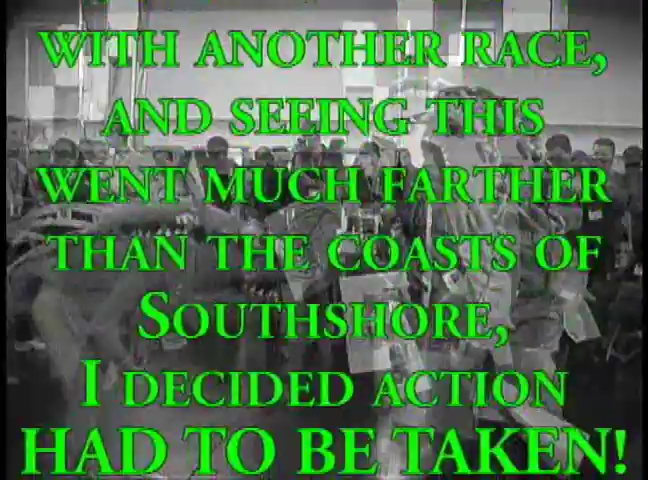 WITH ANOTHER RACE,
AND SEEING THIS
WENT MUCH FARTHER
THAN THE COASTS OF
SOUTHSHORE,
I DECIDED ACTION
HAD TO BE TAKEN!